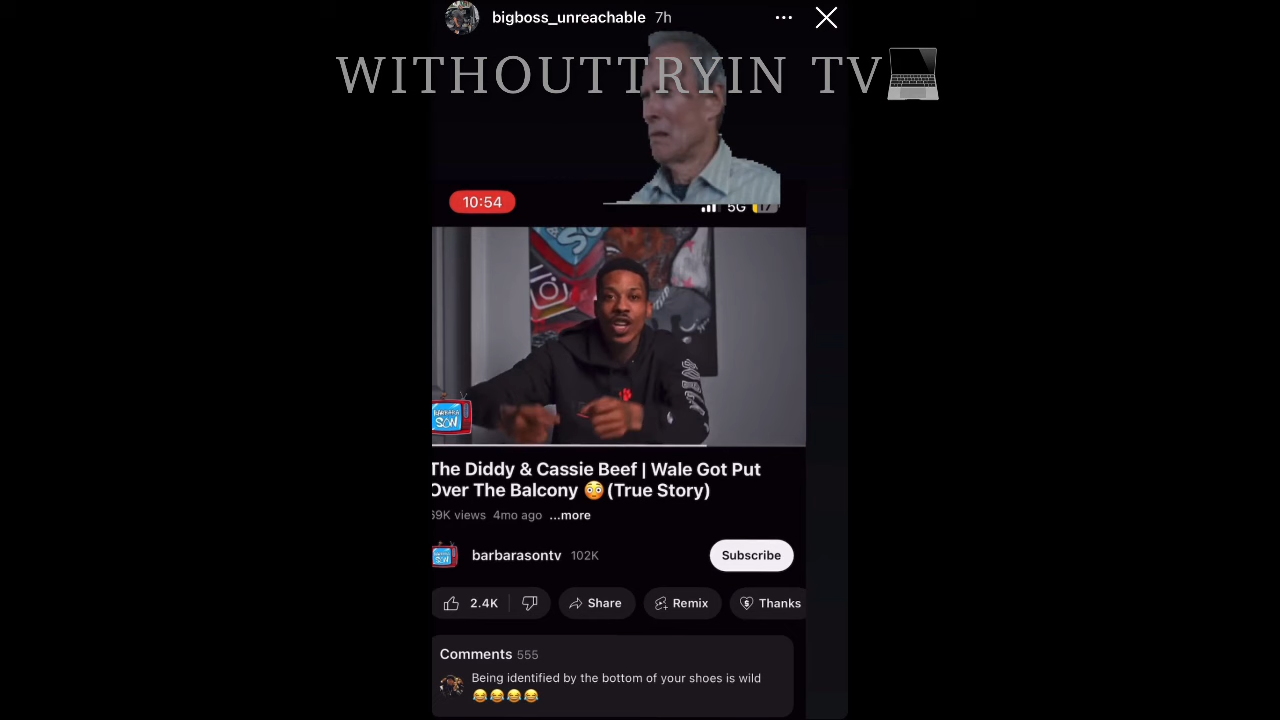 bigboss_unreachable 7h
WITHOUTTRYIN TV
10:54
5G 17
The Diddy & Cassie Beef | Wale Got Put
Over The Balcony 😳 (True Story)
69K views 4mo ago ...more
barbarasontv 102K
Subscribe
2.4K
Share
Remix
Thanks
Comments 555
Being identified by the bottom of your shoes is wild
😂😂😂😂